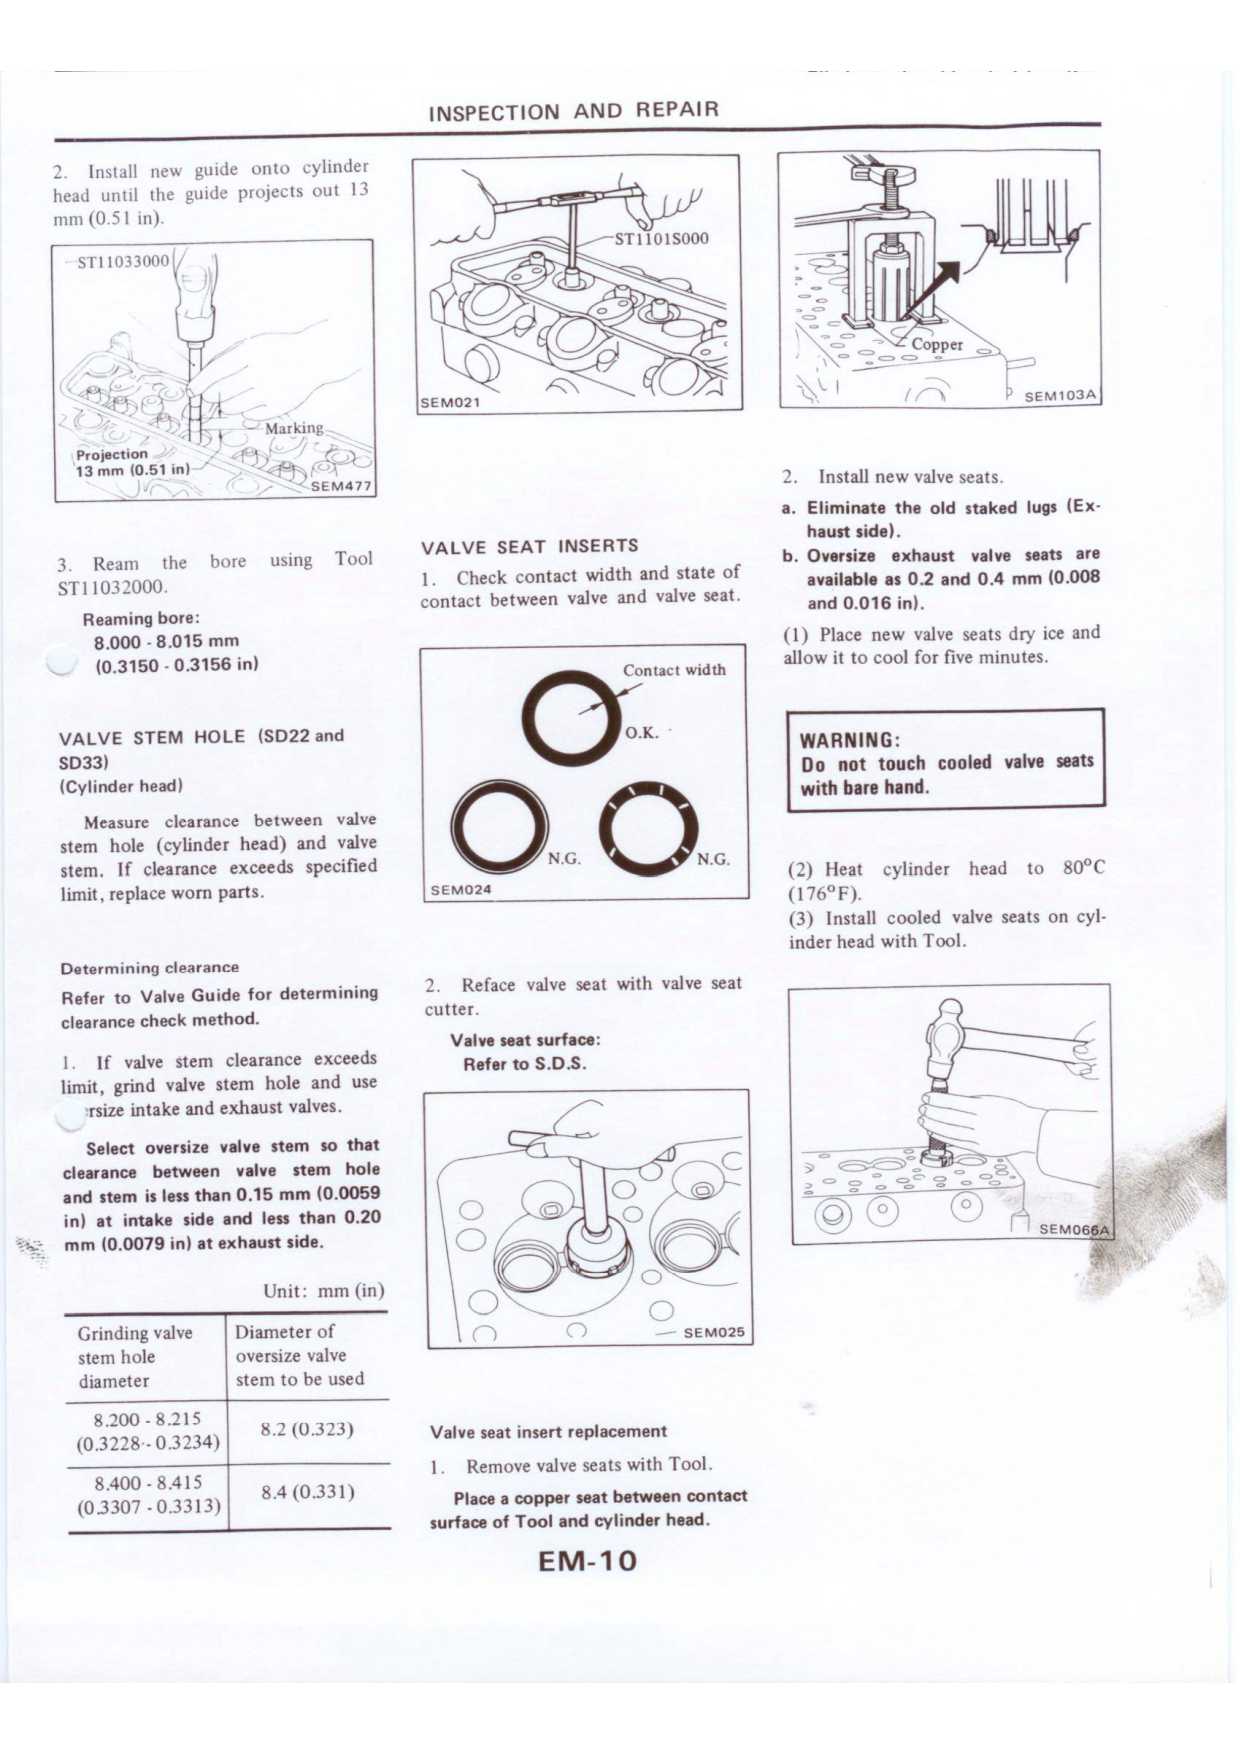 INSPECTION AND REPAIR
2. Install new guide onto cylinder
head until the guide projects out 13
mm (0.51 in).
ST11033000
Marking
Projection
13 mm (0.51 in)
SEM477
3. Ream the bore using Tool
ST11032000.
Reaming bore:
8.000 - 8.015 mm
(0.3150 - 0.3156 in)
VALVE STEM HOLE (SD22 and
SD33)
(Cylinder head)
Measure clearance between valve
stem hole (cylinder head) and valve
stem. If clearance exceeds specified
limit, replace worn parts.
Determining clearance
Refer to Valve Guide for determining
clearance check method.
1. If valve stem clearance exceeds
limit, grind valve stem hole and use
rsize intake and exhaust valves.
Select oversize valve stem so that
clearance between valve stem hole
and stem is less than 0.15 mm (0.0059
in) at intake side and less than 0.20
mm (0.0079 in) at exhaust side.
Unit: mm (in)
Grinding valve
stem hole
diameter
Diameter of
oversize valve
stem to be used
8.200 - 8.215
(0.3228 - 0.3234)
8.2 (0.323)
8.400 - 8.415
(0.3307 - 0.3313)
8.4 (0.331)
ST1101S000
SEM021
VALVE SEAT INSERTS
1. Check contact width and state of
contact between valve and valve seat.
Contact width
O.K.
N.G.
N.G.
SEM024
2. Reface valve seat with valve seat
cutter.
Valve seat surface:
Refer to S.D.S.
SEM025
Valve seat insert replacement
1. Remove valve seats with Tool.
Place a copper seat between contact
surface of Tool and cylinder head.
Copper
SEM103A
2. Install new valve seats.
a. Eliminate the old staked lugs (Ex-
haust side).
b. Oversize exhaust valve seats are
available as 0.2 and 0.4 mm (0.008
and 0.016 in).
(1) Place new valve seats dry ice and
allow it to cool for five minutes.
WARNING:
Do not touch cooled valve seats
with bare hand.
(2) Heat cylinder head to 80°C
(176°F).
(3) Install cooled valve seats on cyl-
inder head with Tool.
SEM066A
EM-10